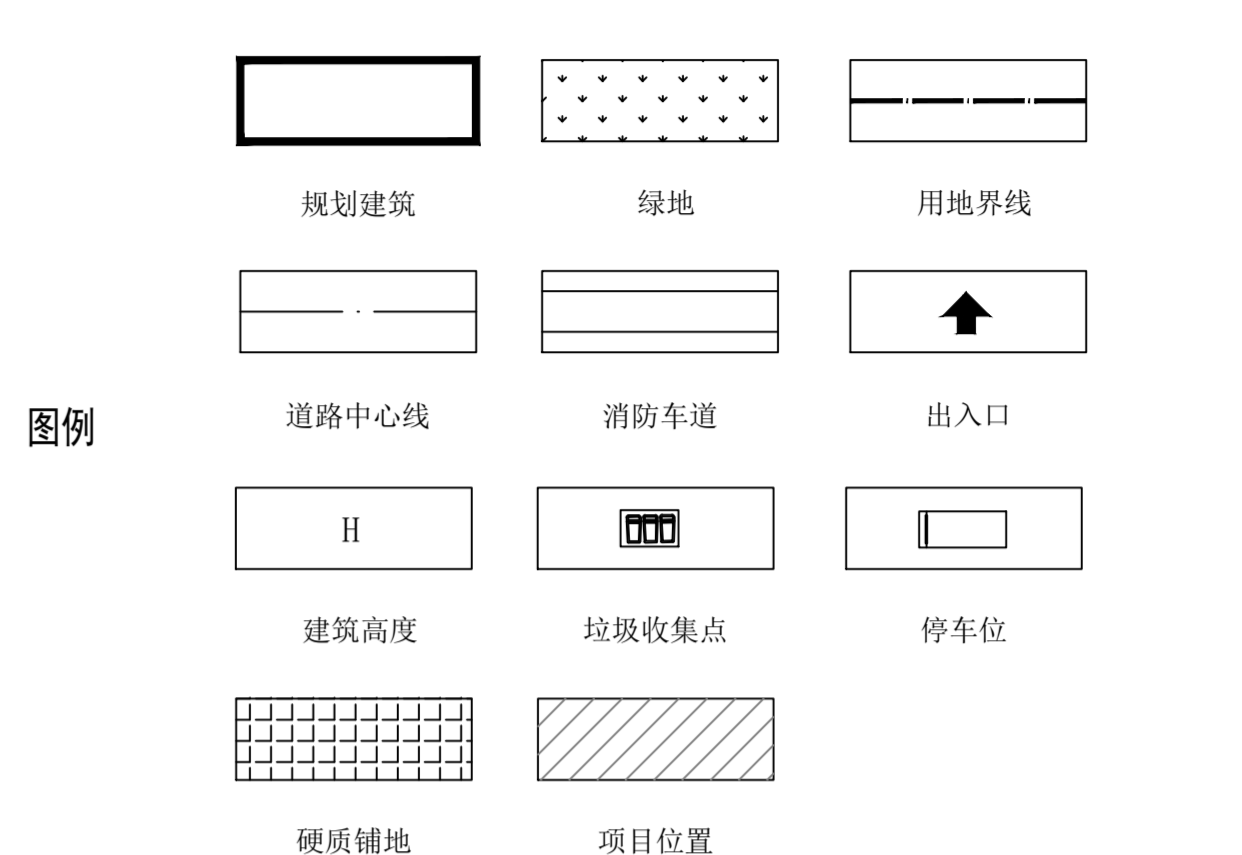 规划建筑 绿地 用地界线
道路中心线 消防车道 出入口
图例
H
建筑高度 垃圾收集点 停车位
硬质铺地 项目位置